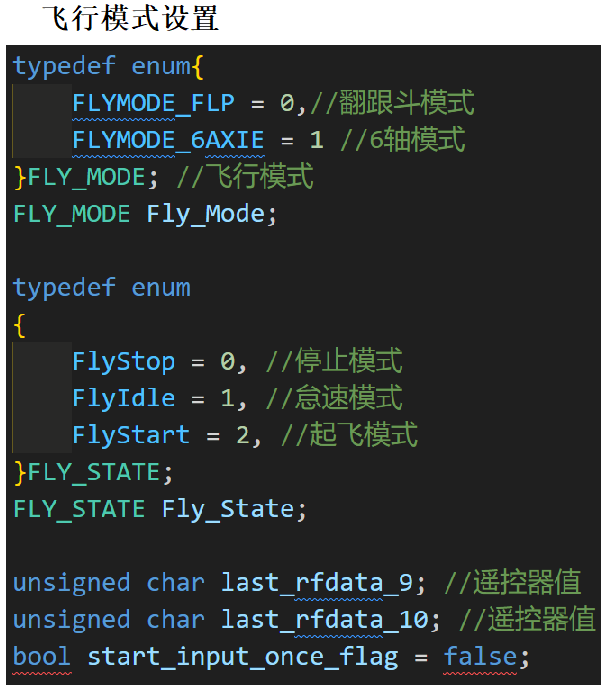 飞行模式设置
typedef enum{
FLYMODE_FLP = 0,//翻跟斗模式
FLYMODE_6AXIE = 1 //6轴模式
}FLY_MODE; //飞行模式
FLY_MODE Fly_Mode;
typedef enum
{
FlyStop = 0, //停止模式
FlyIdle = 1, //怠速模式
FlyStart = 2, //起飞模式
}FLY_STATE;
FLY_STATE Fly_State;
unsigned char last_rfdata_9; //遥控器值
unsigned char last_rfdata_10; //遥控器值
bool start_input_once_flag = false;